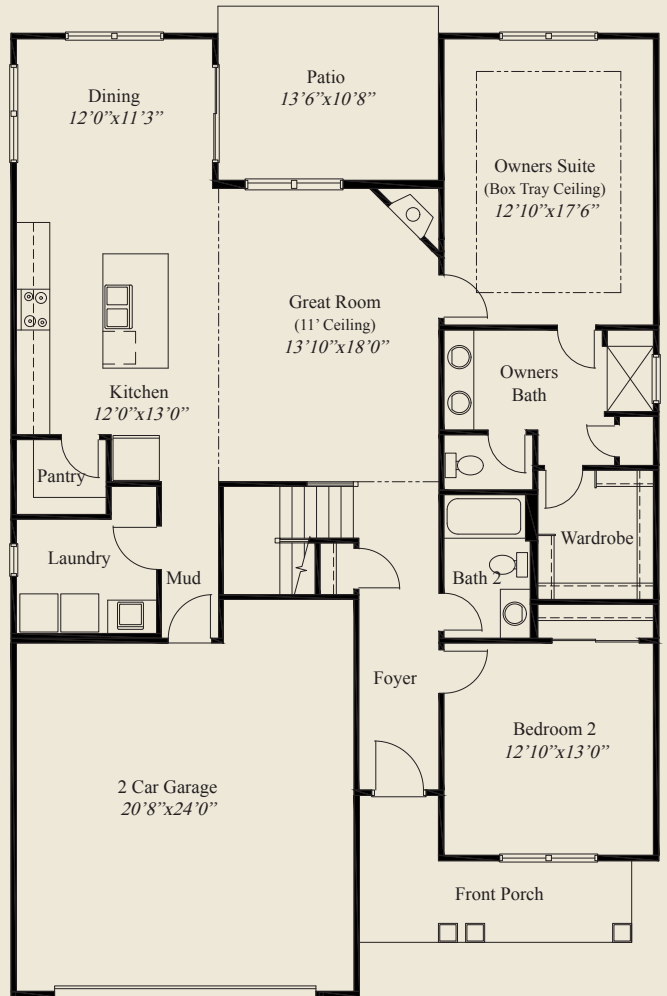 Dining
12’0”x11’3”
Patio
13’6”x10’8”
Owners Suite
(Box Tray Ceiling)
12’10”x17’6”
Great Room
(11’ Ceiling)
13’10”x18’0”
Kitchen
12’0”x13’0”
Owners
Bath
Pantry
Laundry
Mud
Wardrobe
Bath 2
Foyer
Bedroom 2
12’10”x13’0”
2 Car Garage
20’8”x24’0”
Front Porch